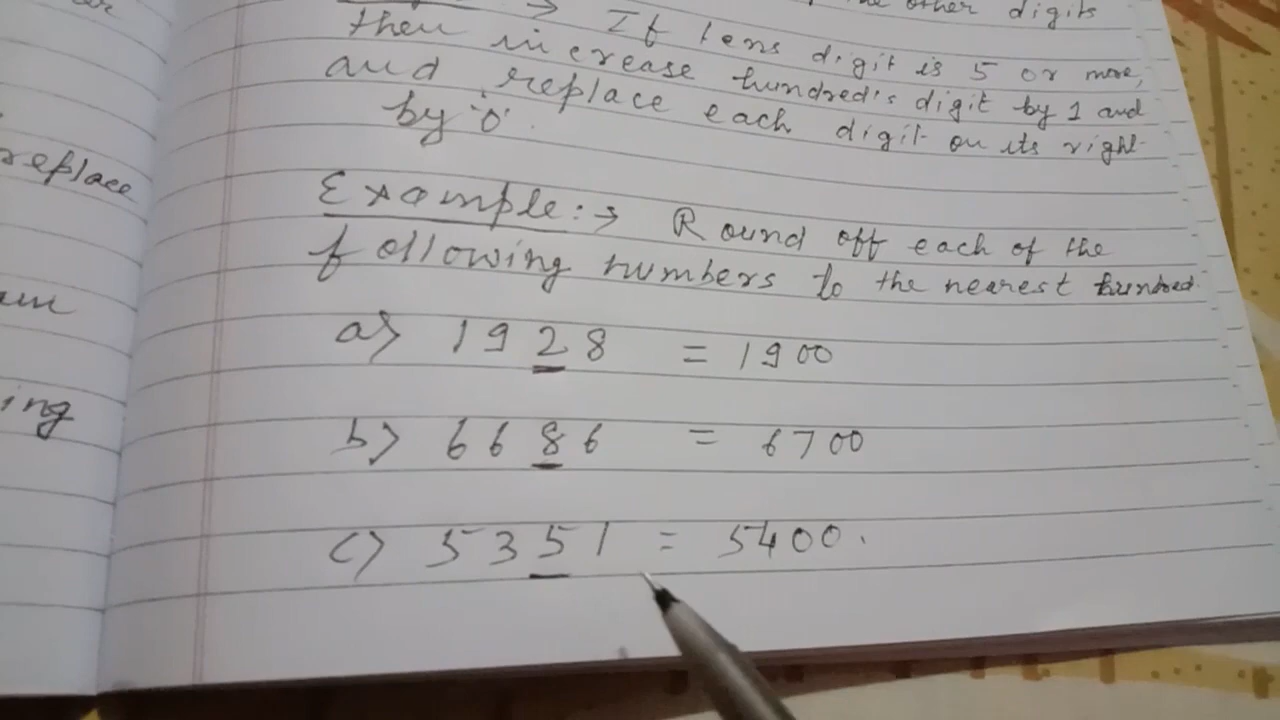 other digits
→ If tens digit is 5 or more,
then increase hundred's digit by 1 and
and replace each digit on its right
by '0'.
replace
ing
Example:→ Round off each of the
following numbers to the nearest hundred.
a) 1928 = 1900
b) 6686 = 6700
c) 5351 = 5400.